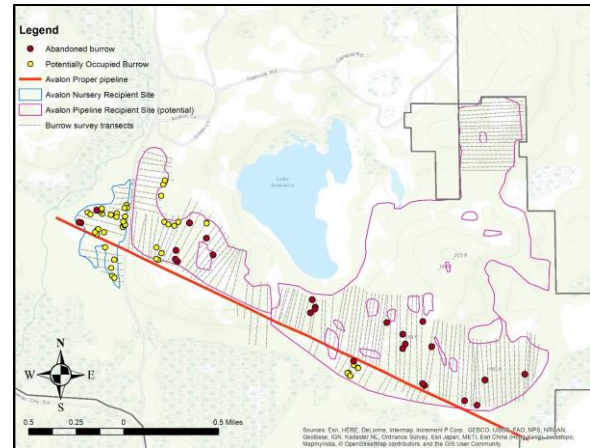 Legend
Abandoned burrow
Potentially Occupied Burrow
Avalon Proper pipeline
Avalon Nursery Recipient Site
Avalon Pipeline Recipient Site (potential)
Burrow survey transects
Lake
N
W E
S
0.5 0 0.5 Miles
Sources: Esri, HERE, DeLorme, Intermap, increment P Corp., GEBCO, USGS, FAO, NPS, NRCAN,
GeoBase, IGN, Kadaster NL, Ordnance Survey, Esri Japan, METI, Esri China (Hong Kong), swisstopo,
MapmyIndia, © OpenStreetMap contributors, and the GIS User Community